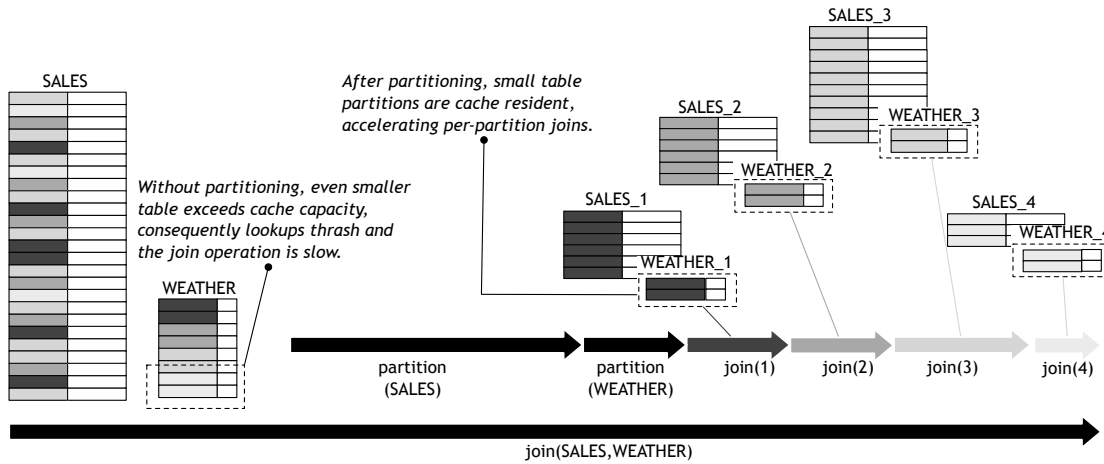 SALES_3
SALES
After partitioning, small table
partitions are cache resident,
accelerating per-partition joins.
SALES_2
WEATHER_3
Without partitioning, even smaller
table exceeds cache capacity,
consequently lookups thrash and
the join operation is slow.
WEATHER_2
SALES_1
SALES_4
WEATHER_4
WEATHER_1
WEATHER
partition
(SALES)
partition
(WEATHER)
join(1)
join(2)
join(3)
join(4)
join(SALES,WEATHER)